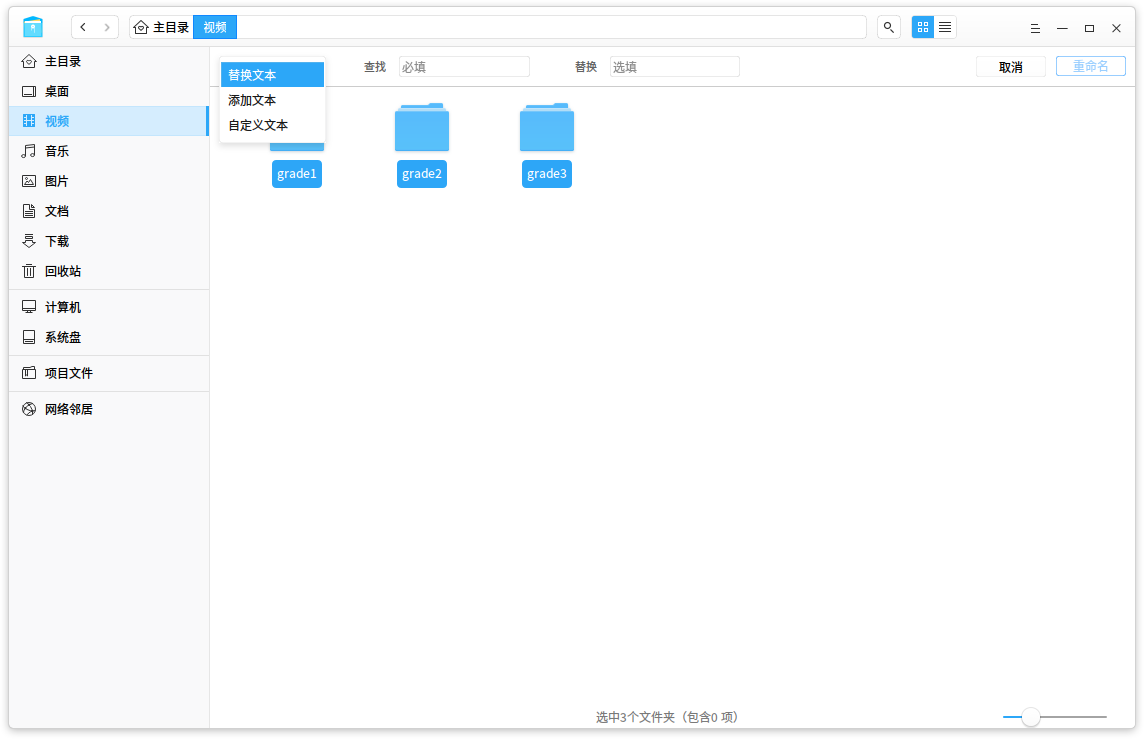 主目录 视频
主目录
桌面
视频
音乐
图片
文档
下载
回收站
计算机
系统盘
项目文件
网络邻居
替换文本
添加文本
自定义文本
查找 必填 替换 选填 取消 重命名
grade1 grade2 grade3
选中3个文件夹（包含0 项）